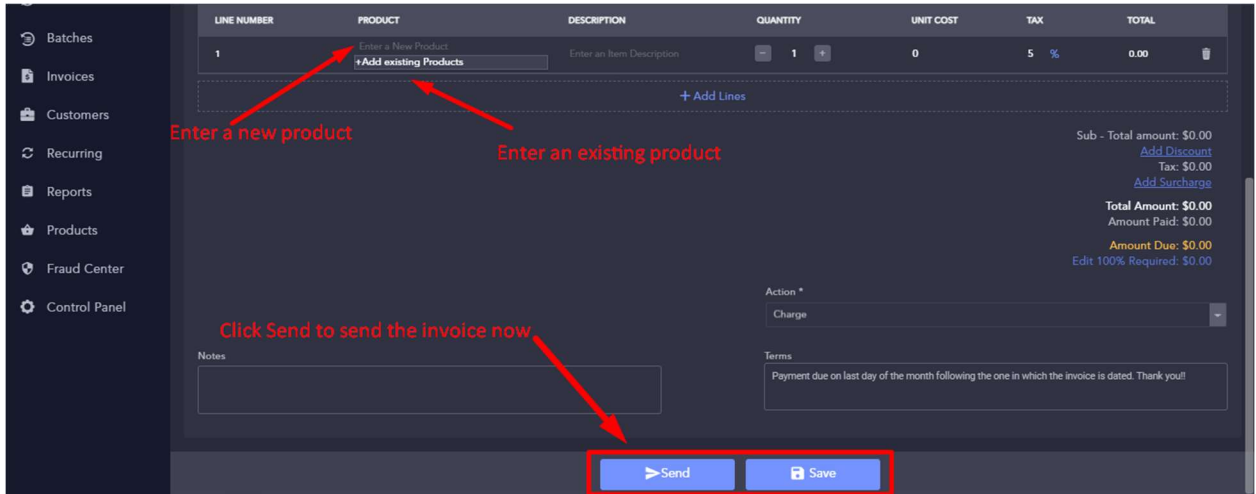 LINE NUMBER PRODUCT DESCRIPTION QUANTITY UNIT COST TAX TOTAL
1 Enter a New Product Enter an Item Description - 1 + 0 5 % 0.00
+Add existing Products
+ Add Lines
Batches
Invoices
Customers
Recurring
Reports
Products
Fraud Center
Control Panel
Enter a new product
Enter an existing product
Sub - Total amount: $0.00
Add Discount
Tax: $0.00
Add Surcharge
Total Amount: $0.00
Amount Paid: $0.00
Amount Due: $0.00
Edit 100% Required: $0.00
Action *
Charge
Click Send to send the invoice now
Notes
Terms
Payment due on last day of the month following the one in which the invoice is dated. Thank you!!
Send
Save